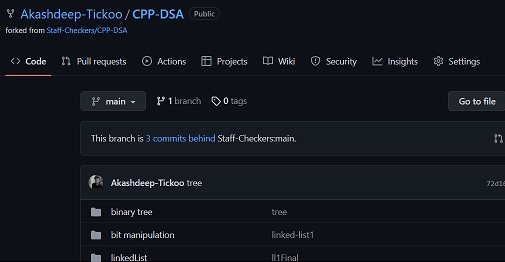 Akashdeep-Tickoo / CPP-DSA Public
forked from Staff-Checkers/CPP-DSA
Code Pull requests Actions Projects Wiki Security Insights Settings
main 1 branch 0 tags Go to file
This branch is 3 commits behind Staff-Checkers:main.
Akashdeep-Tickoo tree 72d16
binary tree tree
bit manipulation linked-list1
linkedList ll1Final